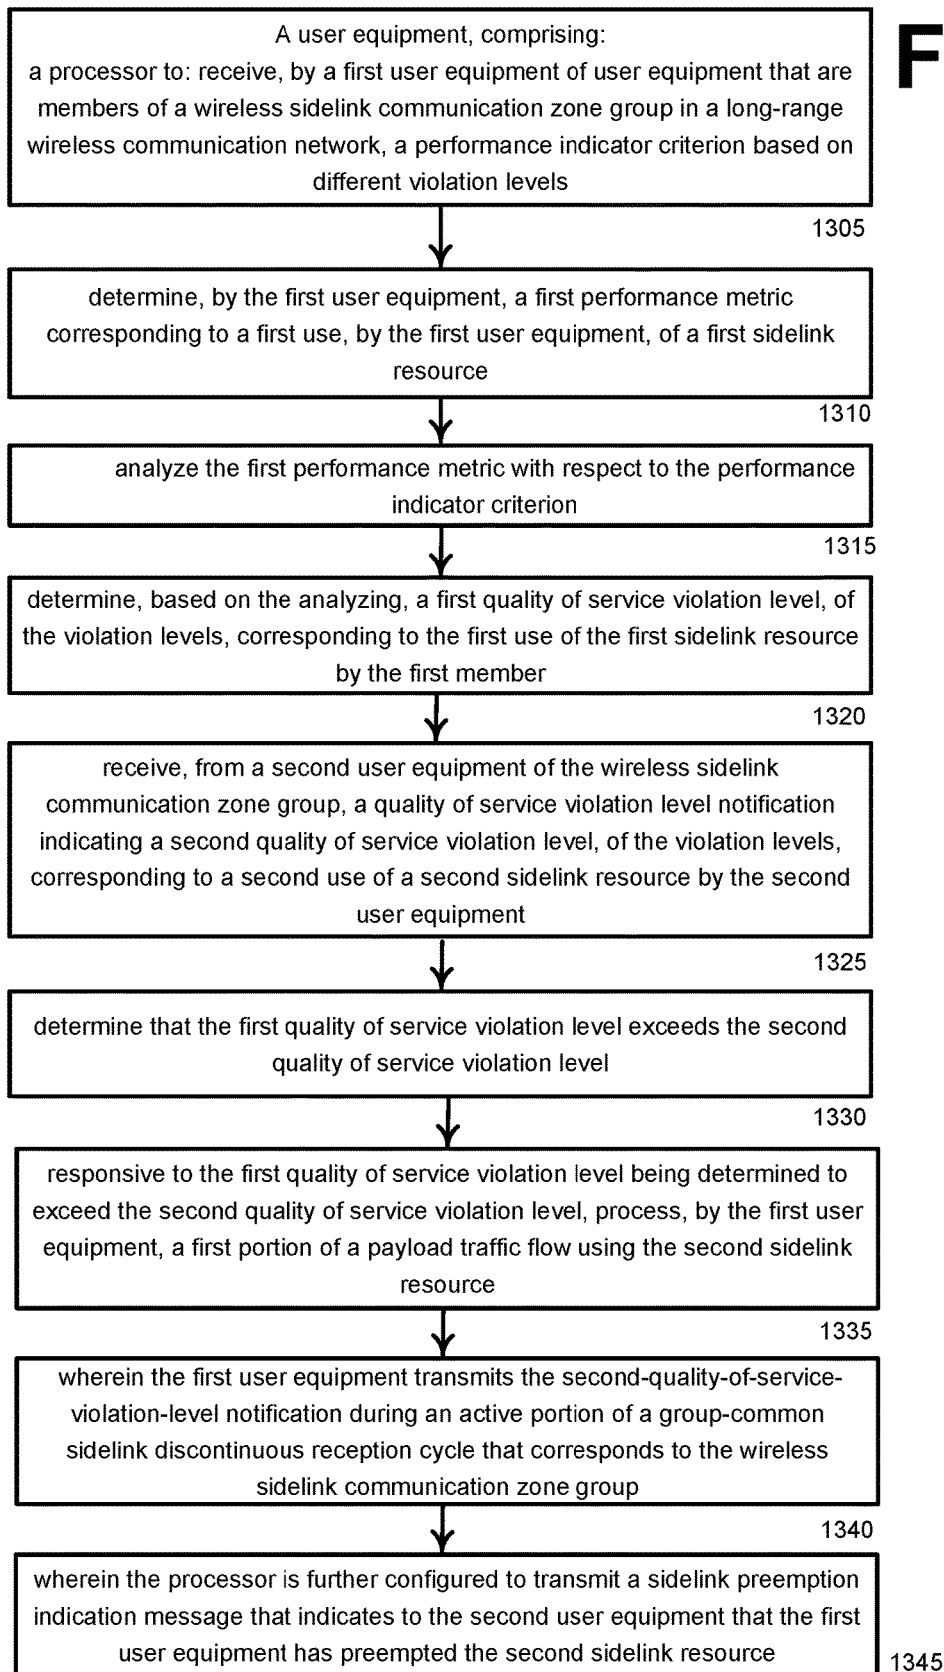 A user equipment, comprising:
F
a processor to: receive, by a first user equipment of user equipment that are
members of a wireless sidelink communication zone group in a long-range
wireless communication network, a performance indicator criterion based on
different violation levels
1305
determine, by the first user equipment, a first performance metric
corresponding to a first use, by the first user equipment, of a first sidelink
resource
1310
analyze the first performance metric with respect to the performance
indicator criterion
1315
determine, based on the analyzing, a first quality of service violation level, of
the violation levels, corresponding to the first use of the first sidelink resource
by the first member
1320
receive, from a second user equipment of the wireless sidelink
communication zone group, a quality of service violation level notification
indicating a second quality of service violation level, of the violation levels,
corresponding to a second use of a second sidelink resource by the second
user equipment
1325
determine that the first quality of service violation level exceeds the second
quality of service violation level
1330
responsive to the first quality of service violation level being determined to
exceed the second quality of service violation level, process, by the first user
equipment, a first portion of a payload traffic flow using the second sidelink
resource
1335
wherein the first user equipment transmits the second-quality-of-service-
violation-level notification during an active portion of a group-common
sidelink discontinuous reception cycle that corresponds to the wireless
sidelink communication zone group
1340
wherein the processor is further configured to transmit a sidelink preemption
indication message that indicates to the second user equipment that the first
user equipment has preempted the second sidelink resource
1345